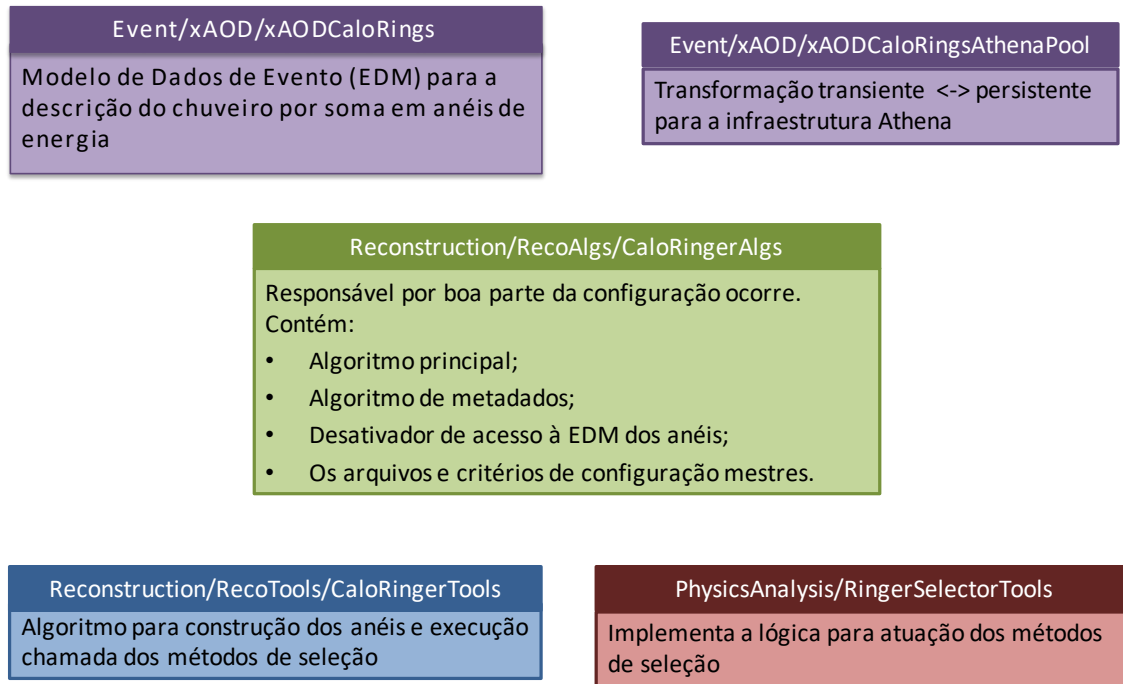 Event/xAOD/xAODCaloRings
Modelo de Dados de Evento (EDM) para a
descrição do chuveiro por soma em anéis de
energia
Event/xAOD/xAODCaloRingsAthenaPool
Transformação transiente <-> persistente
para a infraestrutura Athena
Reconstruction/RecoAlgs/CaloRingerAlgs
Responsável por boa parte da configuração ocorre.
Contém:
• Algoritmo principal;
• Algoritmo de metadados;
• Desativador de acesso à EDM dos anéis;
• Os arquivos e critérios de configuração mestres.
Reconstruction/RecoTools/CaloRingerTools
Algoritmo para construção dos anéis e execução
chamada dos métodos de seleção
PhysicsAnalysis/RingerSelectorTools
Implementa a lógica para atuação dos métodos
de seleção